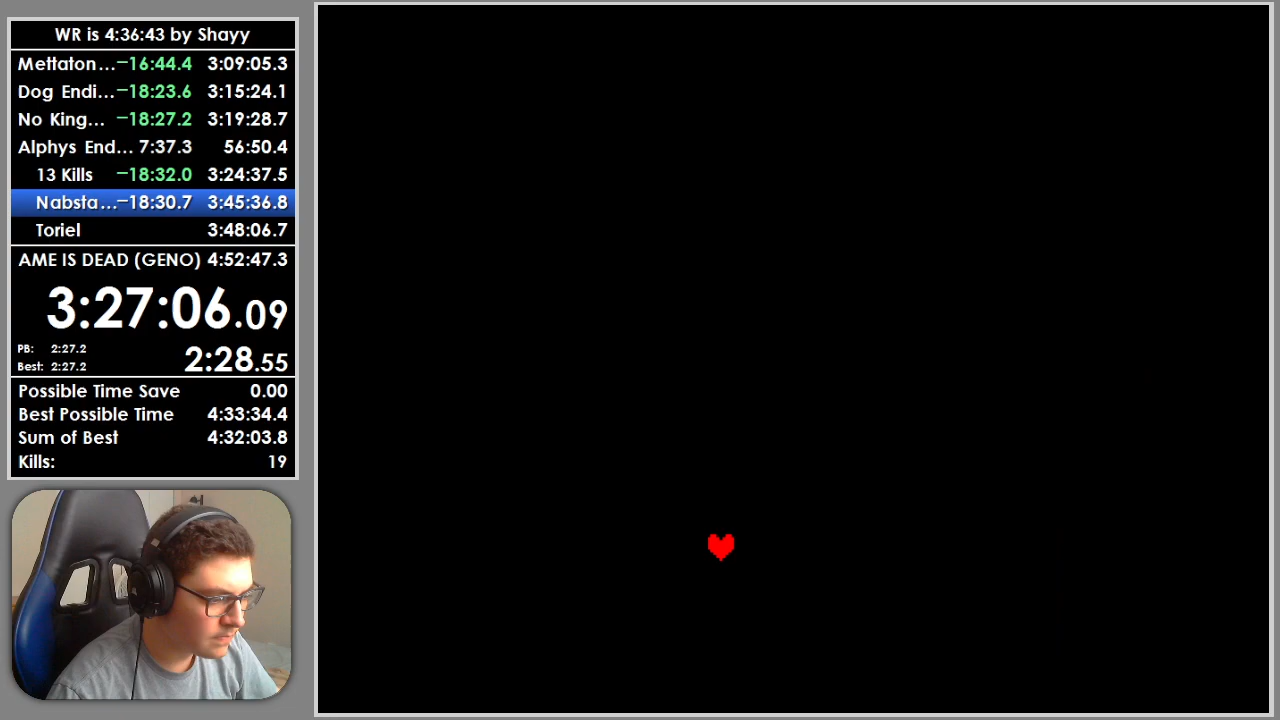 WR is 4:36:43 by Shayy
Mettaton... −16:44.4 3:09:05.3
Dog Endi... −18:23.6 3:15:24.1
No King... −18:27.2 3:19:28.7
Alphys End... 7:37.3 56:50.4
13 Kills −18:32.0 3:24:37.5
Nabsta... −18:30.7 3:45:36.8
Toriel 3:48:06.7
AME IS DEAD (GENO) 4:52:47.3
3:27:06.09
PB: 2:27.2
Best: 2:27.2
2:28.55
Possible Time Save 0.00
Best Possible Time 4:33:34.4
Sum of Best 4:32:03.8
Kills: 19